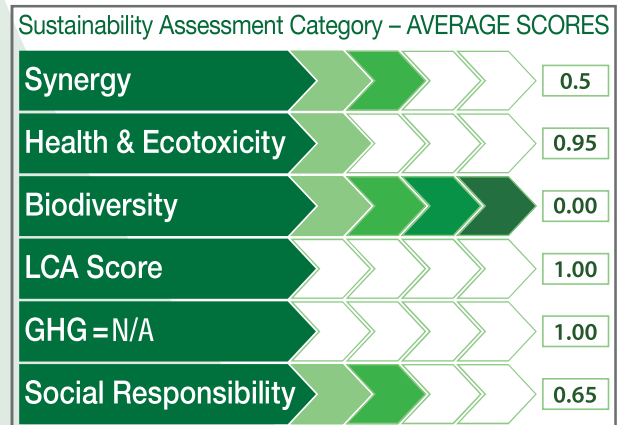 Sustainability Assessment Category – AVERAGE SCORES
Synergy 0.5
Health & Ecotoxicity 0.95
Biodiversity 0.00
LCA Score 1.00
GHG = N/A 1.00
Social Responsibility 0.65